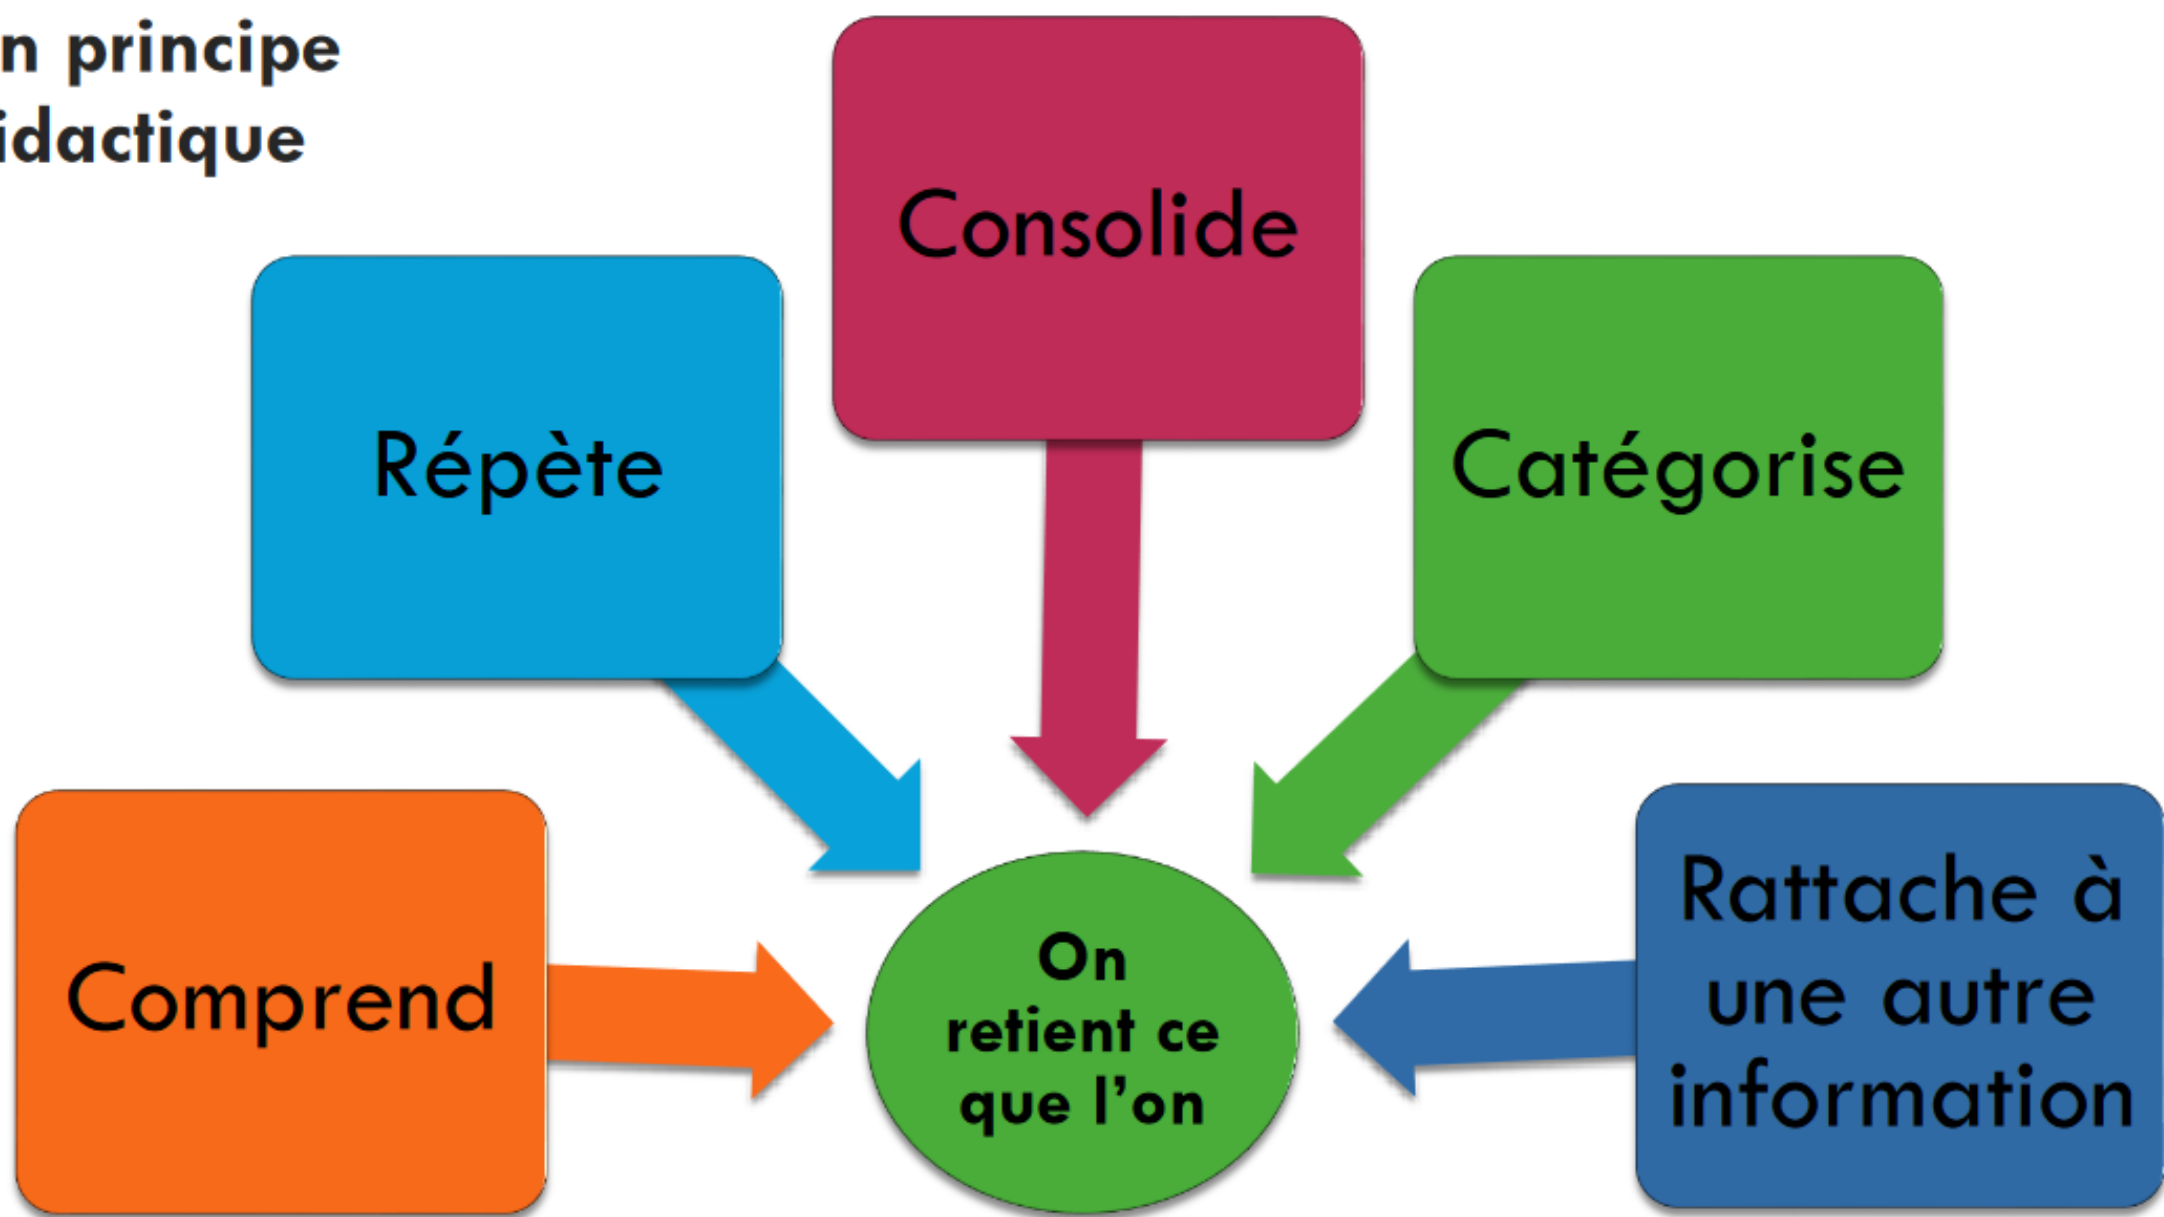 n principe
idactique
Consolide
Répète
Catégorise
Comprend
On
retient ce
que l’on
Rattache à
une autre
information